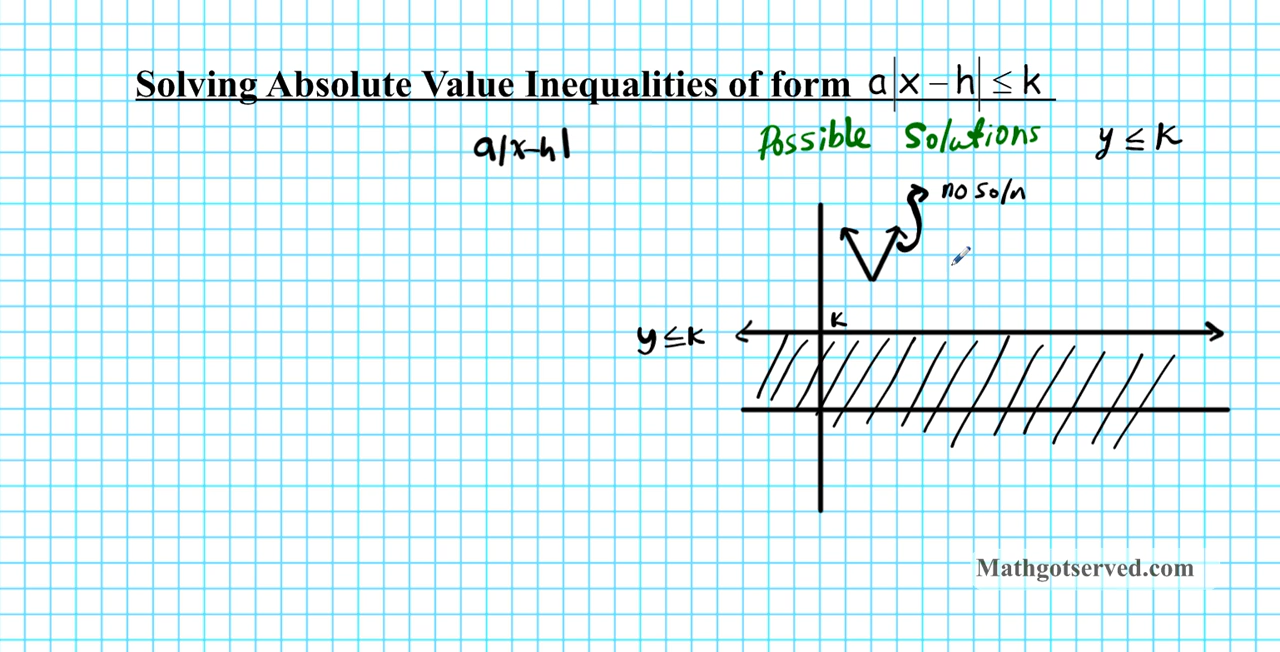 Solving Absolute Value Inequalities of form a|x – h| ≤ k
a|x-h|
Possible Solutions
y ≤ K
no soln
K
y ≤ K
Mathgotserved.com